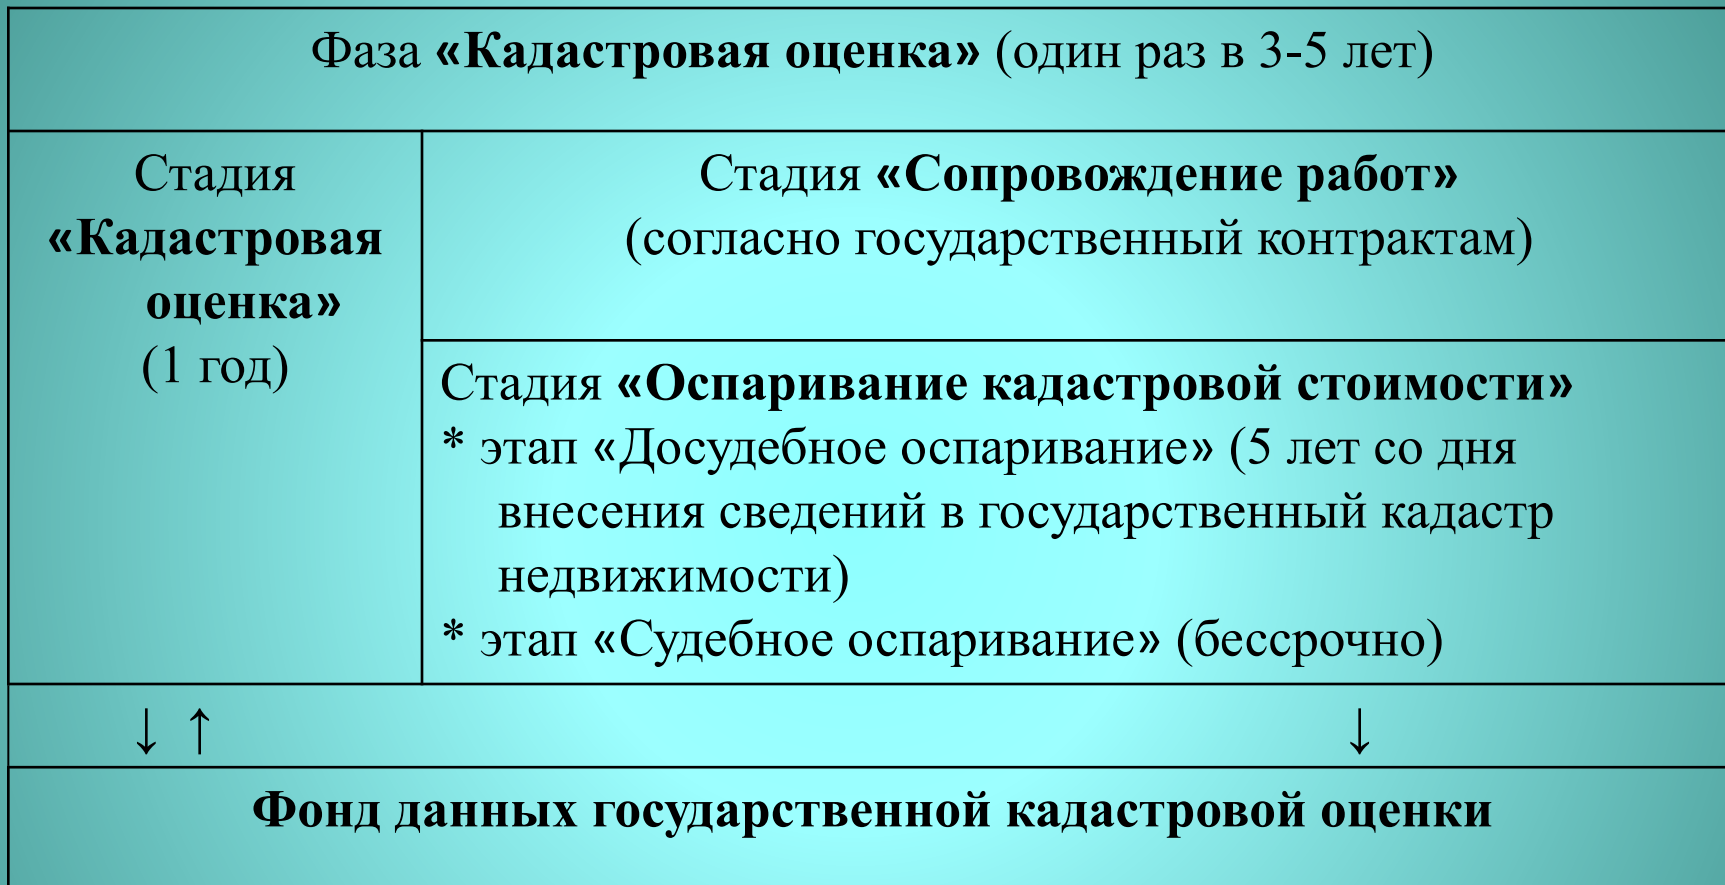 Фаза «Кадастровая оценка» (один раз в 3-5 лет)
Стадия
«Кадастровая
оценка»
(1 год)
Стадия «Сопровождение работ»
(согласно государственный контрактам)
Стадия «Оспаривание кадастровой стоимости»
* этап «Досудебное оспаривание» (5 лет со дня
внесения сведений в государственный кадастр
недвижимости)
* этап «Судебное оспаривание» (бессрочно)
↓ ↑
↓
Фонд данных государственной кадастровой оценки